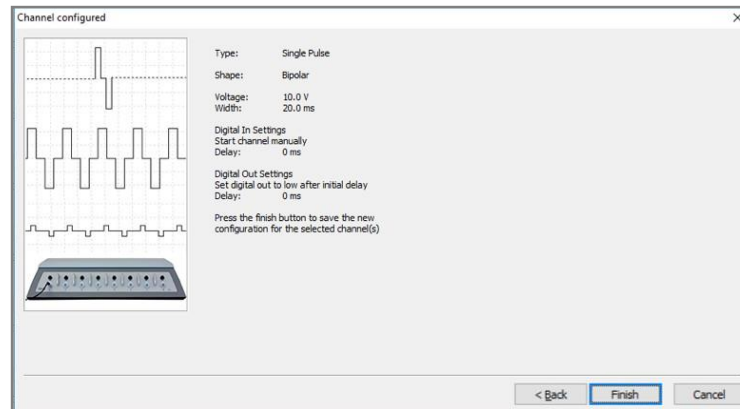 Channel configured
Type: Single Pulse
Shape: Bipolar
Voltage: 10.0 V
Width: 20.0 ms
Digital In Settings
Start channel manually
Delay: 0 ms
Digital Out Settings
Set digital out to low after initial delay
Delay: 0 ms
Press the finish button to save the new
configuration for the selected channel(s)
< Back Finish Cancel